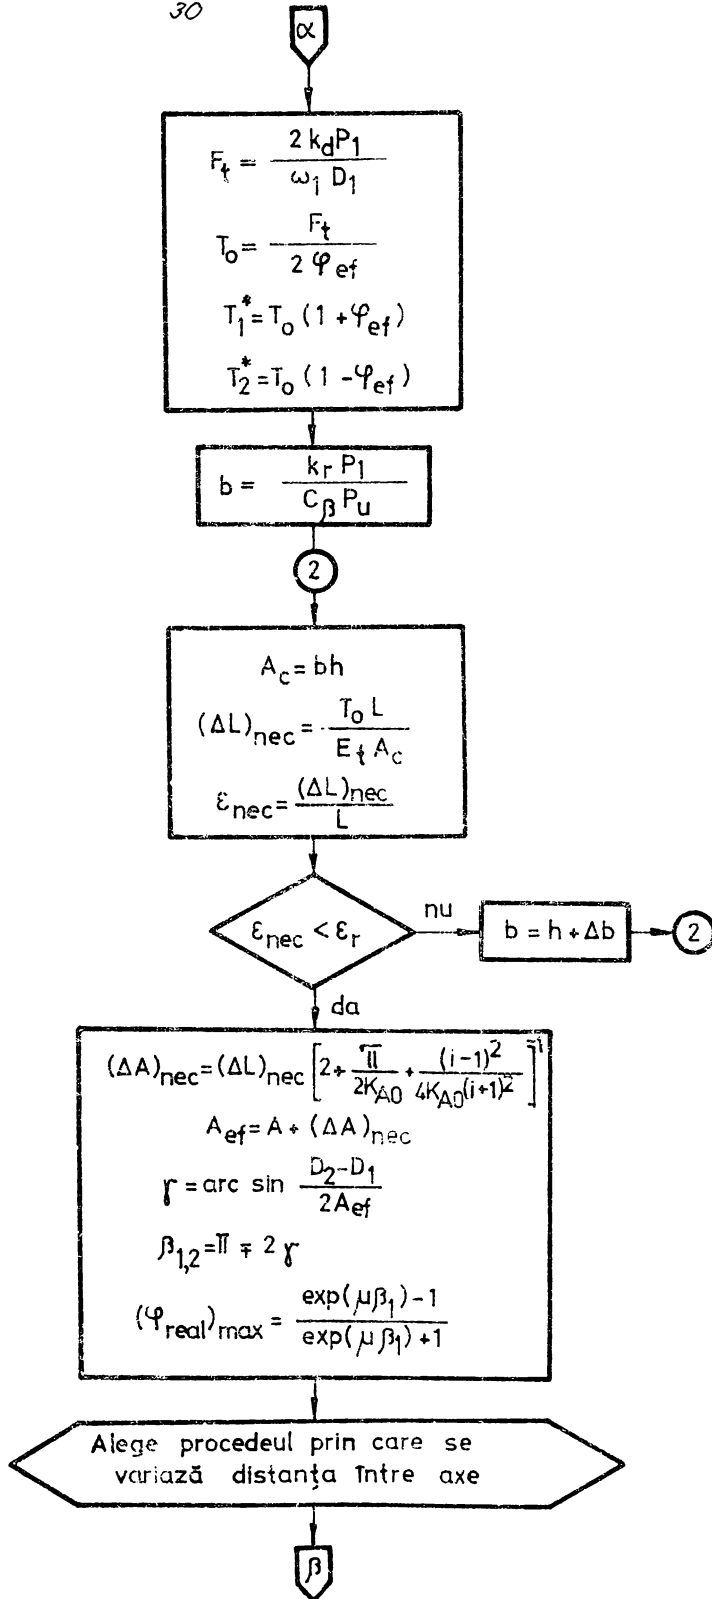 30
α
F_t = 2 k_d P_1 / ω_1 D_1
T_o = F_t / 2 φ_ef
T_1^* = T_o (1 + φ_ef)
T_2^* = T_o (1 - φ_ef)
b = k_r P_1 / C_β P_u
2
A_c = bh
(ΔL)_nec = T_o L / E_t A_c
ε_nec = (ΔL)_nec / L
ε_nec < ε_r
nu
b = h + Δb
2
da
(ΔA)_nec = (ΔL)_nec [2 + π / 2K_A0 + (i-1)^2 / 4K_A0 (i+1)^2]^-1
A_ef = A + (ΔA)_nec
γ = arc sin D_2-D_1 / 2A_ef
β_1,2 = π ∓ 2 γ
(φ_real)_max = exp(μβ_1) - 1 / exp(μβ_1) + 1
Alege procedeul prin care se
variază distanța între axe
β